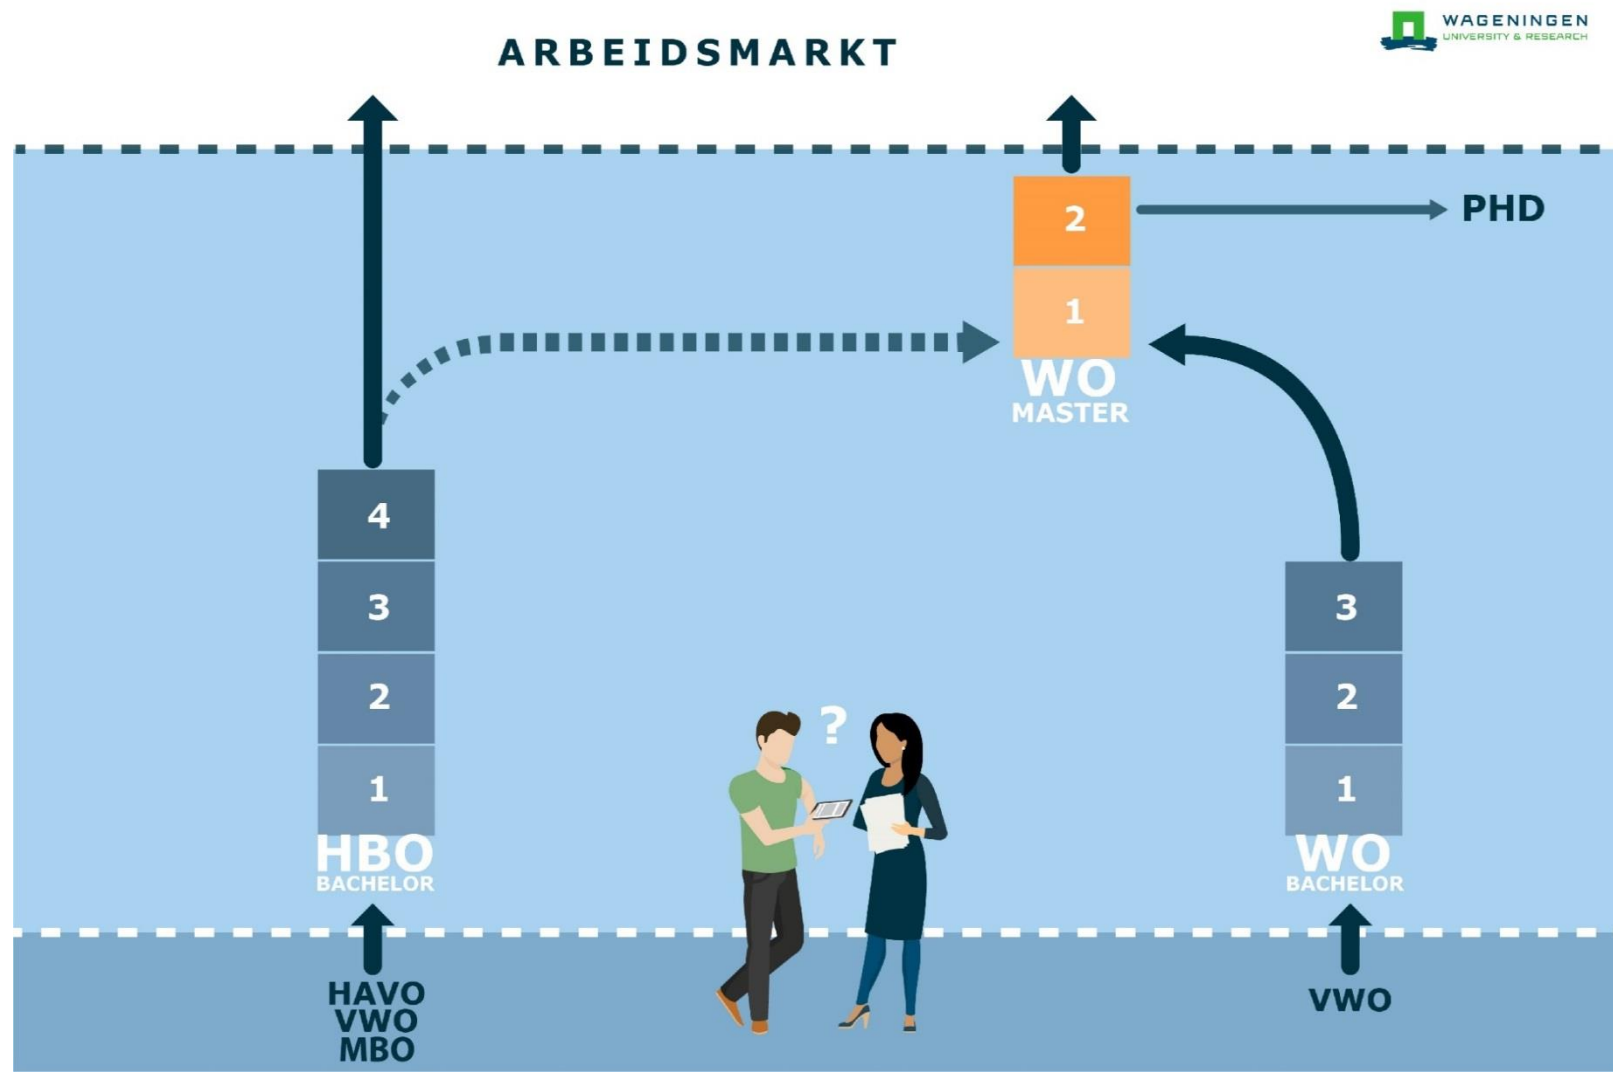 WAGENINGEN
UNIVERSITY & RESEARCH
ARBEIDSMARKT
2
PHD
1
WO
MASTER
4
3
2
1
HBO
BACHELOR
?
3
2
1
WO
BACHELOR
HAVO
VWO
MBO
VWO